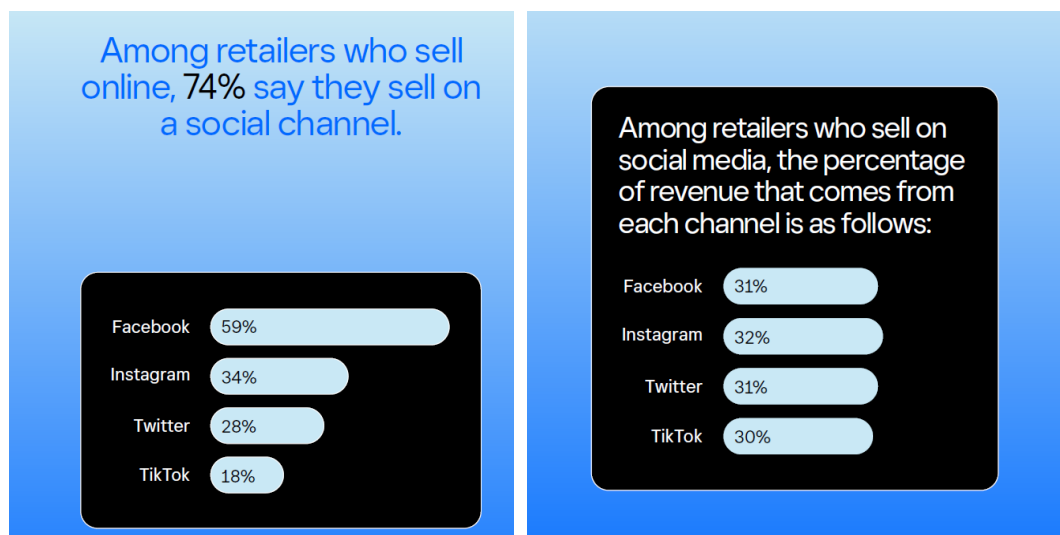 Among retailers who sell
online, 74% say they sell on
a social channel.
Facebook 59%
Instagram 34%
Twitter 28%
TikTok 18%
Among retailers who sell on
social media, the percentage
of revenue that comes from
each channel is as follows:
Facebook 31%
Instagram 32%
Twitter 31%
TikTok 30%